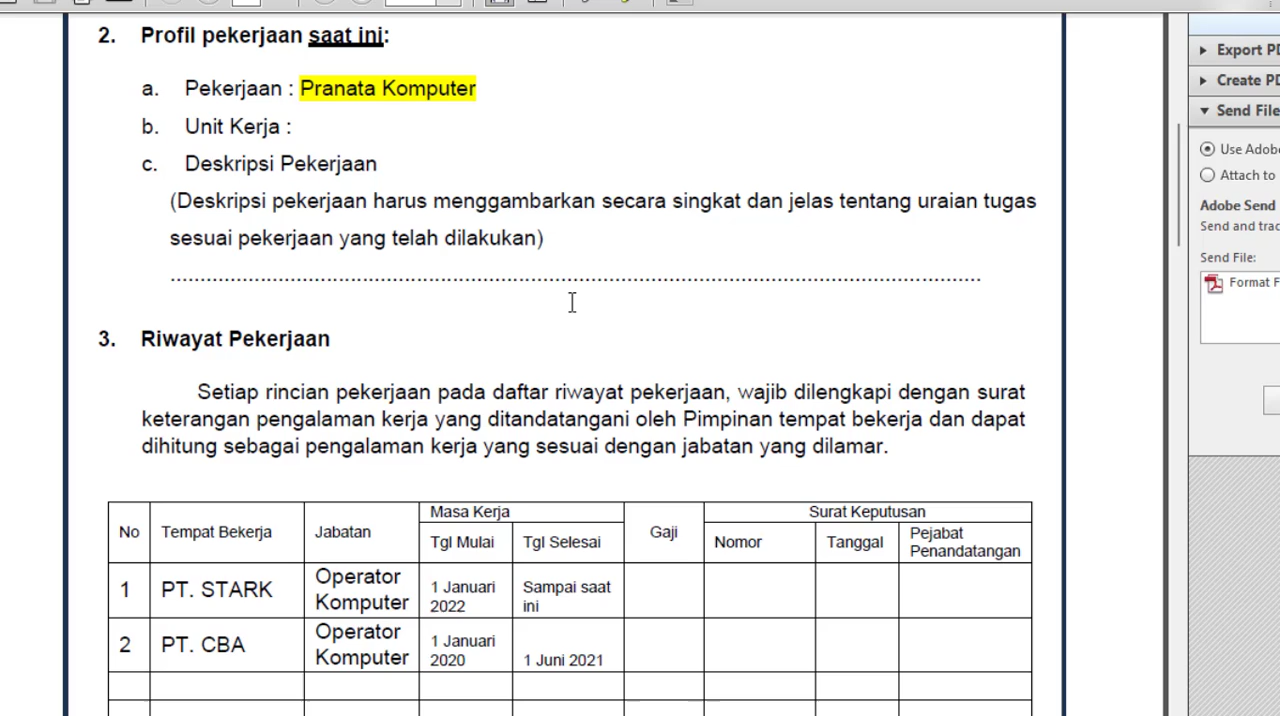 2. Profil pekerjaan saat ini:
a. Pekerjaan : Pranata Komputer
b. Unit Kerja :
c. Deskripsi Pekerjaan
(Deskripsi pekerjaan harus menggambarkan secara singkat dan jelas tentang uraian tugas
sesuai pekerjaan yang telah dilakukan)
3. Riwayat Pekerjaan
Setiap rincian pekerjaan pada daftar riwayat pekerjaan, wajib dilengkapi dengan surat
keterangan pengalaman kerja yang ditandatangani oleh Pimpinan tempat bekerja dan dapat
dihitung sebagai pengalaman kerja yang sesuai dengan jabatan yang dilamar.
No Tempat Bekerja Jabatan Masa Kerja Gaji Surat Keputusan
Tgl Mulai Tgl Selesai Nomor Tanggal Pejabat Penandatangan
1 PT. STARK Operator Komputer 1 Januari 2022 Sampai saat ini
2 PT. CBA Operator Komputer 1 Januari 2020 1 Juni 2021
Export PD
Create PD
Send File
Use Adobe
Attach to
Adobe Send
Send and trac
Send File:
Format F